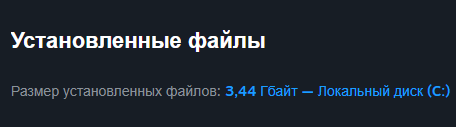 Установленные файлы
Размер установленных файлов: 3,44 Гбайт — Локальный диск (C:)